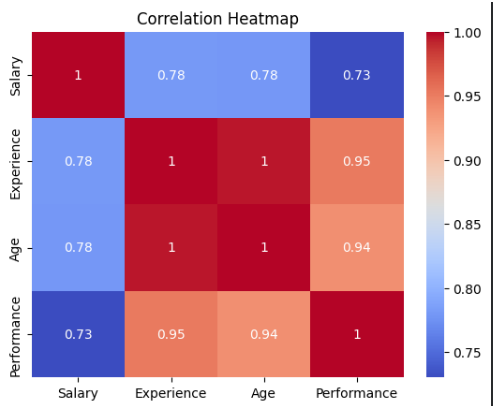 Correlation Heatmap
Salary
1 0.78 0.78 0.73
Experience
0.78 1 1 0.95
Age
0.78 1 1 0.94
Performance
0.73 0.95 0.94 1
Salary Experience Age Performance
1.00
0.95
0.90
0.85
0.80
0.75